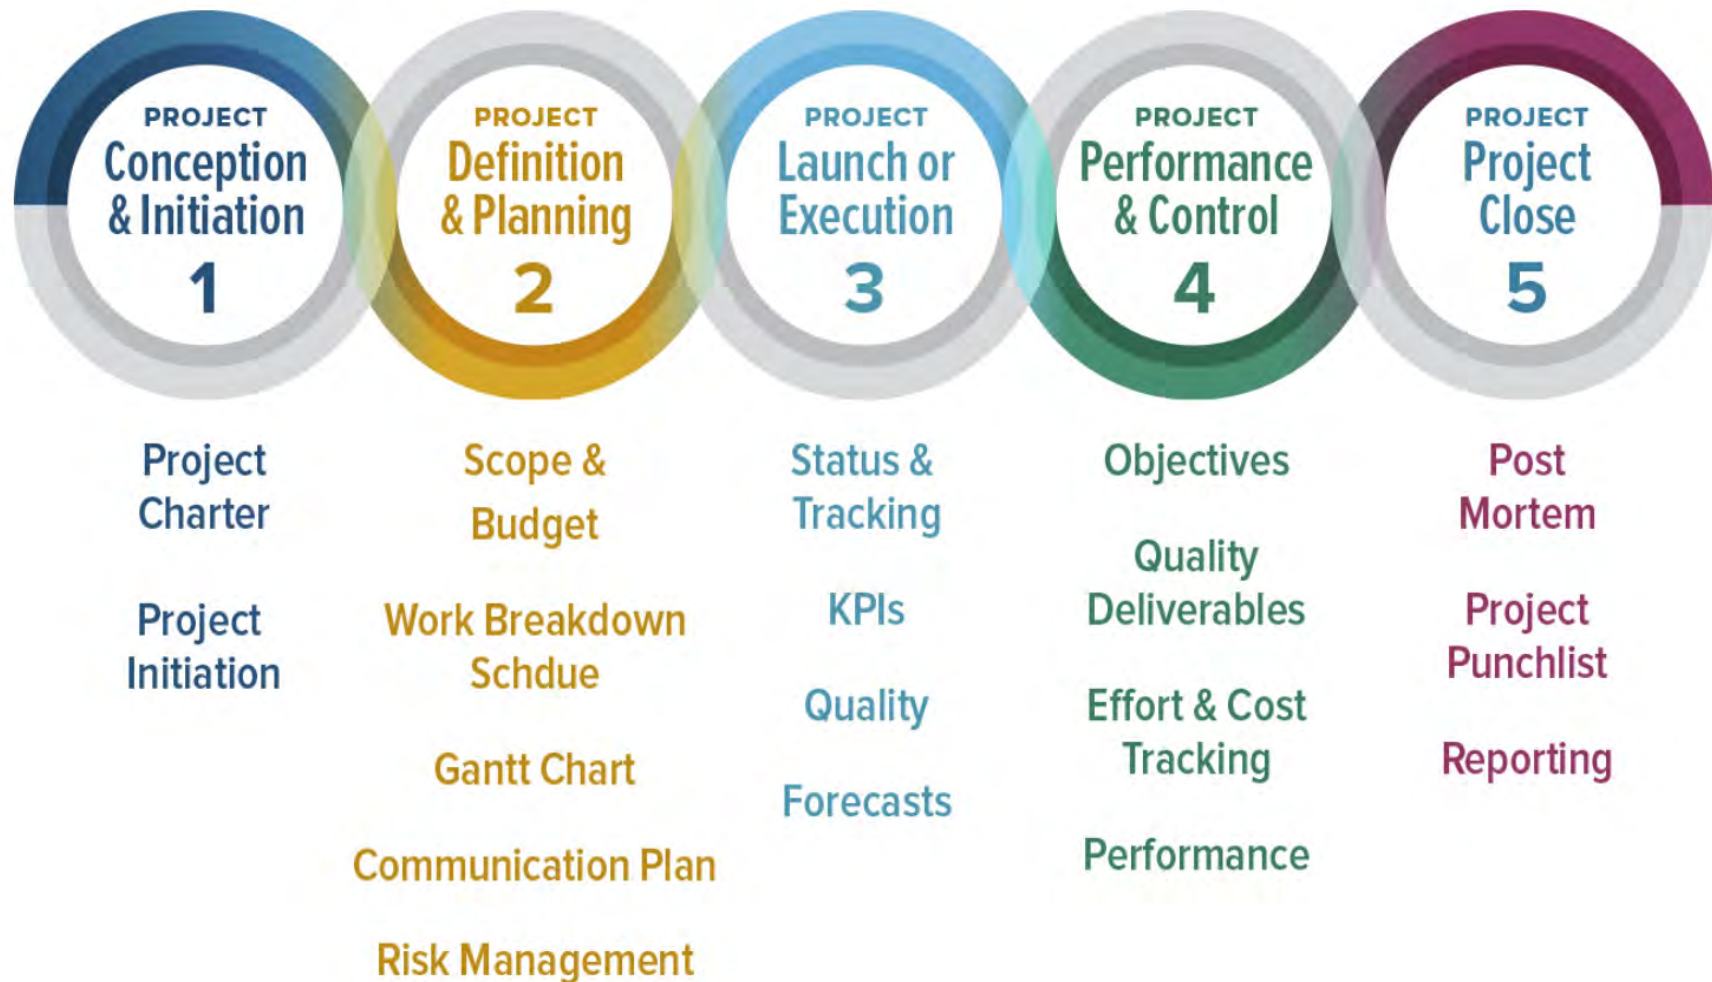 PROJECT
Conception
& Initiation
1
PROJECT
Definition
& Planning
2
PROJECT
Launch or
Execution
3
PROJECT
Performance
& Control
4
PROJECT
Project
Close
5
Project
Charter
Project
Initiation
Scope &
Budget
Work Breakdown
Schdue
Gantt Chart
Communication Plan
Risk Management
Status &
Tracking
KPIs
Quality
Forecasts
Objectives
Quality
Deliverables
Effort & Cost
Tracking
Performance
Post
Mortem
Project
Punchlist
Reporting